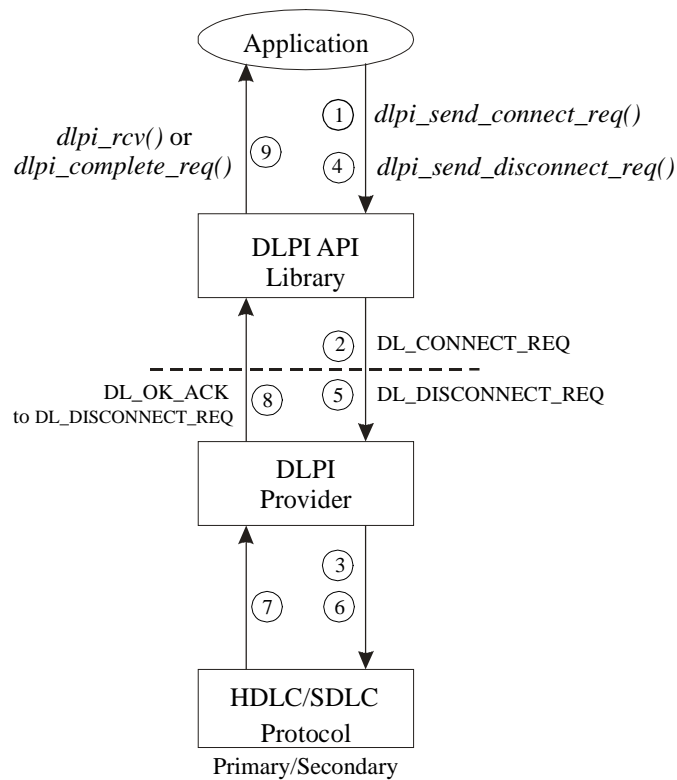 Application
1 dlpi_send_connect_req()
dlpi_rcv() or
dlpi_complete_req()
9
4 dlpi_send_disconnect_req()
DLPI API
Library
2 DL_CONNECT_REQ
DL_OK_ACK
to DL_DISCONNECT_REQ
8
5 DL_DISCONNECT_REQ
DLPI
Provider
3
7
6
HDLC/SDLC
Protocol
Primary/Secondary